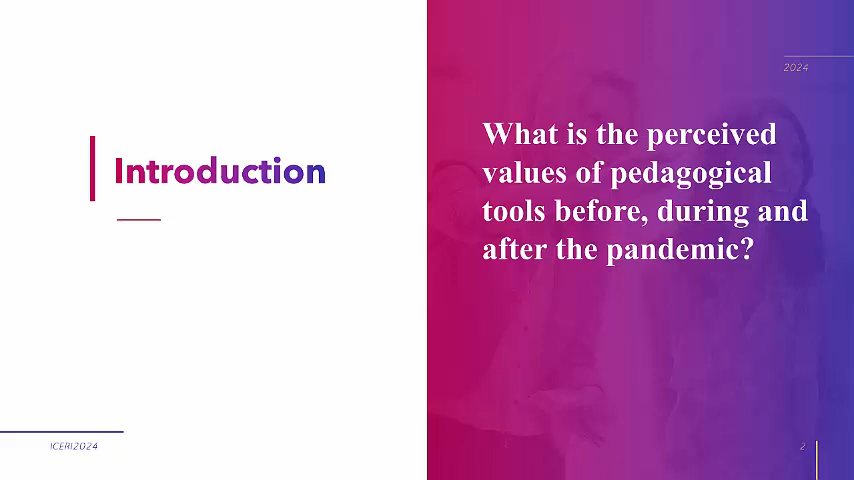 Introduction
2024
What is the perceived
values of pedagogical
tools before, during and
after the pandemic?
ICERI2024
2